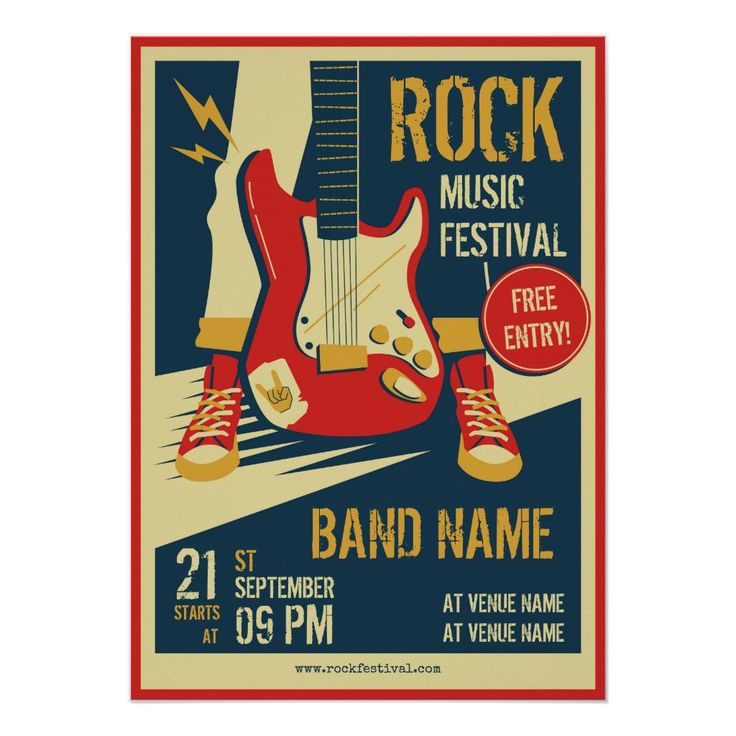 ROCK
MUSIC
FESTIVAL
FREE
ENTRY!
BAND NAME
21 ST
SEPTEMBER
STARTS
AT 09 PM
AT VENUE NAME
AT VENUE NAME
www.rockfestival.com